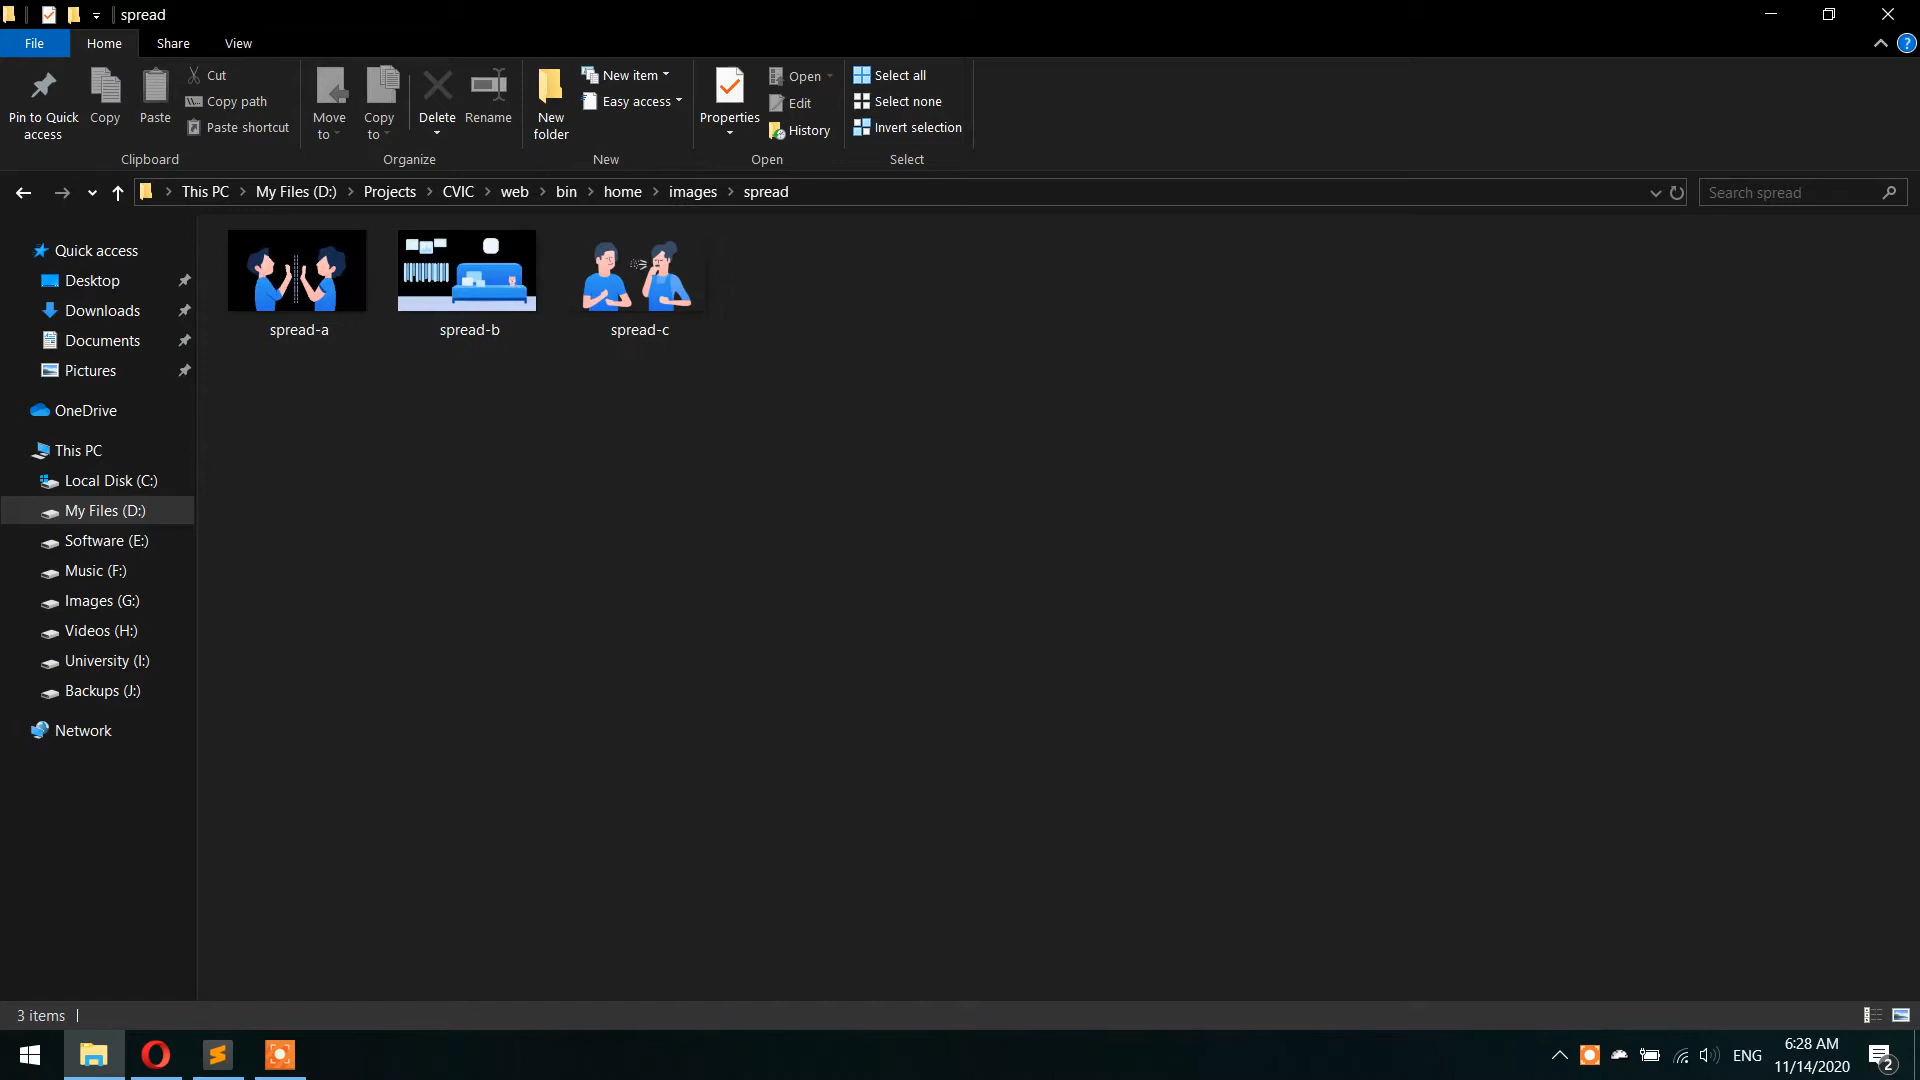 spread
File Home Share View
Pin to Quick access
Copy
Paste
Cut
Copy path
Paste shortcut
Clipboard
Move to
Copy to
Delete
Rename
Organize
New folder
New item
Easy access
New
Properties
Open
Edit
History
Open
Select all
Select none
Invert selection
Select
This PC My Files (D:) Projects CVIC web bin home images spread
Search spread
Quick access
Desktop
Downloads
Documents
Pictures
OneDrive
This PC
Local Disk (C:)
My Files (D:)
Software (E:)
Music (F:)
Images (G:)
Videos (H:)
University (I:)
Backups (J:)
Network
spread-a
spread-b
spread-c
3 items
ENG
6:28 AM
11/14/2020
2